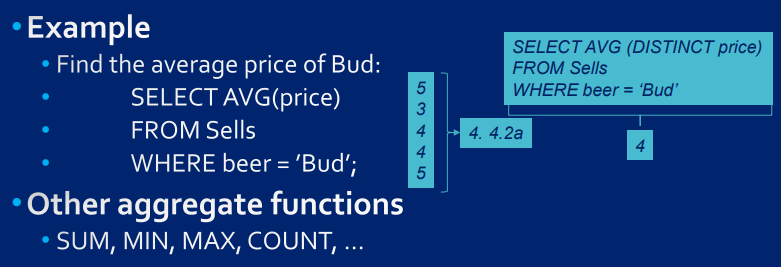 • Example
• Find the average price of Bud:
• SELECT AVG(price)
• FROM Sells
• WHERE beer = ’Bud’;
5
3
4
4
5
4. 4.2a
SELECT AVG (DISTINCT price)
FROM Sells
WHERE beer = ‘Bud’
4
• Other aggregate functions
• SUM, MIN, MAX, COUNT, …